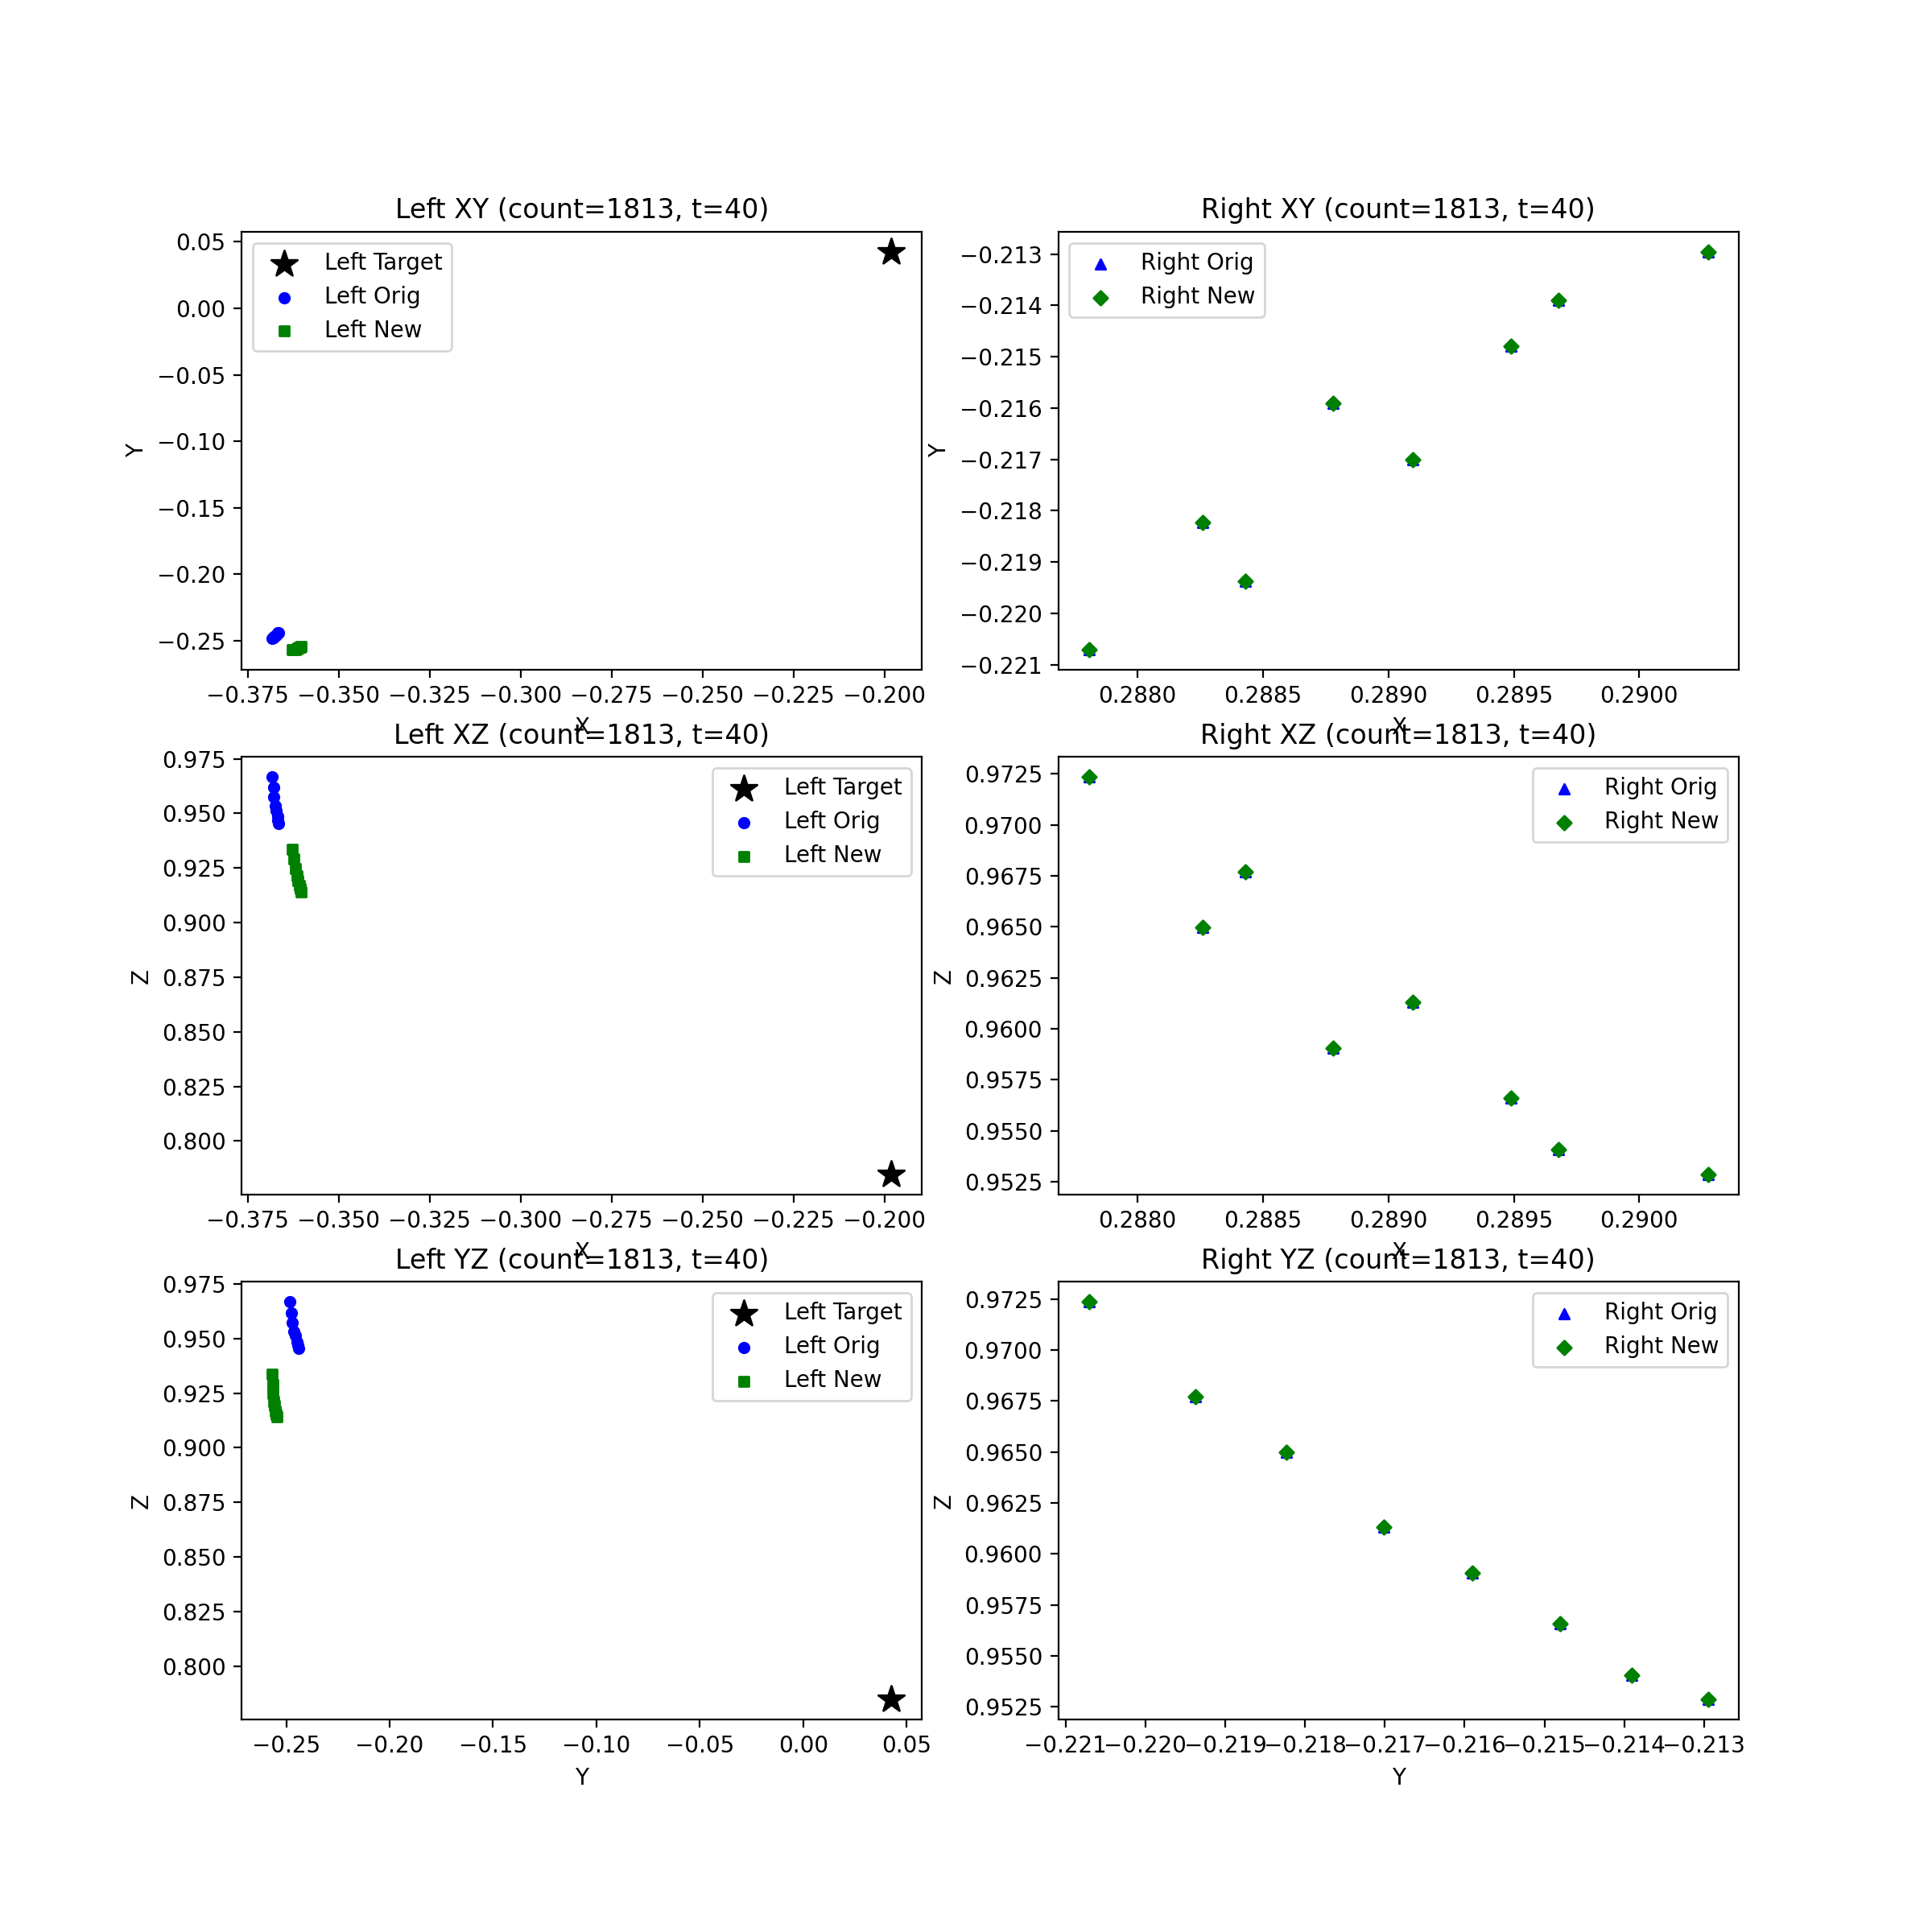 Left XY (count=1813, t=40)
Right XY (count=1813, t=40)
0.05
0.00
−0.05
−0.10
−0.15
−0.20
−0.25
Y
Left Target
Left Orig
Left New
−0.375 −0.350 −0.325 −0.300 −0.275 −0.250 −0.225 −0.200
X
−0.213
−0.214
−0.215
−0.216
−0.217
−0.218
−0.219
−0.220
−0.221
Y
Right Orig
Right New
0.2880 0.2885 0.2890 0.2895 0.2900
X
Left XZ (count=1813, t=40)
Right XZ (count=1813, t=40)
0.975
0.950
0.925
0.900
0.875
0.850
0.825
0.800
Z
Left Target
Left Orig
Left New
−0.375 −0.350 −0.325 −0.300 −0.275 −0.250 −0.225 −0.200
X
0.9725
0.9700
0.9675
0.9650
0.9625
0.9600
0.9575
0.9550
0.9525
Z
Right Orig
Right New
0.2880 0.2885 0.2890 0.2895 0.2900
X
Left YZ (count=1813, t=40)
Right YZ (count=1813, t=40)
0.975
0.950
0.925
0.900
0.875
0.850
0.825
0.800
Z
Left Target
Left Orig
Left New
−0.25 −0.20 −0.15 −0.10 −0.05 0.00 0.05
Y
0.9725
0.9700
0.9675
0.9650
0.9625
0.9600
0.9575
0.9550
0.9525
Z
Right Orig
Right New
−0.221 −0.220 −0.219 −0.218 −0.217 −0.216 −0.215 −0.214 −0.213
Y